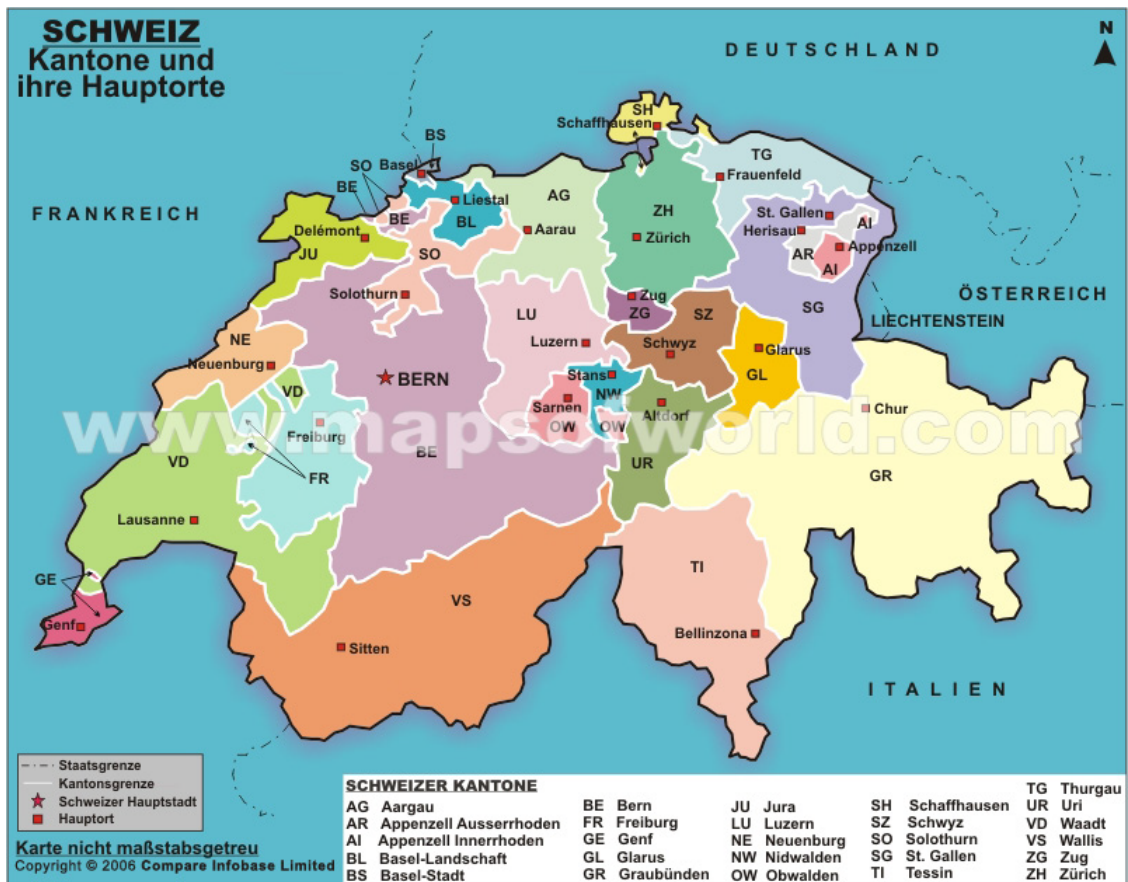 SCHWEIZ
Kantone und
ihre Hauptorte
DEUTSCHLAND
N
FRANKREICH
ÖSTERREICH
LIECHTENSTEIN
ITALIEN
SH
Schaffhausen
BS
Basel
SO
BE
BE
Liestal
BL
AG
Aarau
ZH
Zürich
TG
Frauenfeld
St. Gallen
Herisau
AI
AR
Appenzell
AI
Delémont
JU
SO
Solothurn
SG
Zug
ZG
LU
Luzern
SZ
Schwyz
Glarus
GL
NE
Neuenburg
BERN
VD
Stans
NW
Sarnen
OW
OW
Altdorf
UR
Chur
GR
www.mapsofworld.com
Freiburg
FR
BE
VD
Lausanne
GE
Genf
VS
Sitten
TI
Bellinzona
Staatsgrenze
Kantonsgrenze
Schweizer Hauptstadt
Hauptort
Karte nicht maßstabsgetreu
Copyright © 2006 Compare Infobase Limited
SCHWEIZER KANTONE
AG Aargau
AR Appenzell Ausserrhoden
AI Appenzell Innerrhoden
BL Basel-Landschaft
BS Basel-Stadt
BE Bern
FR Freiburg
GE Genf
GL Glarus
GR Graubünden
JU Jura
LU Luzern
NE Neuenburg
NW Nidwalden
OW Obwalden
SH Schaffhausen
SZ Schwyz
SO Solothurn
SG St. Gallen
TI Tessin
TG Thurgau
UR Uri
VD Waadt
VS Wallis
ZG Zug
ZH Zürich